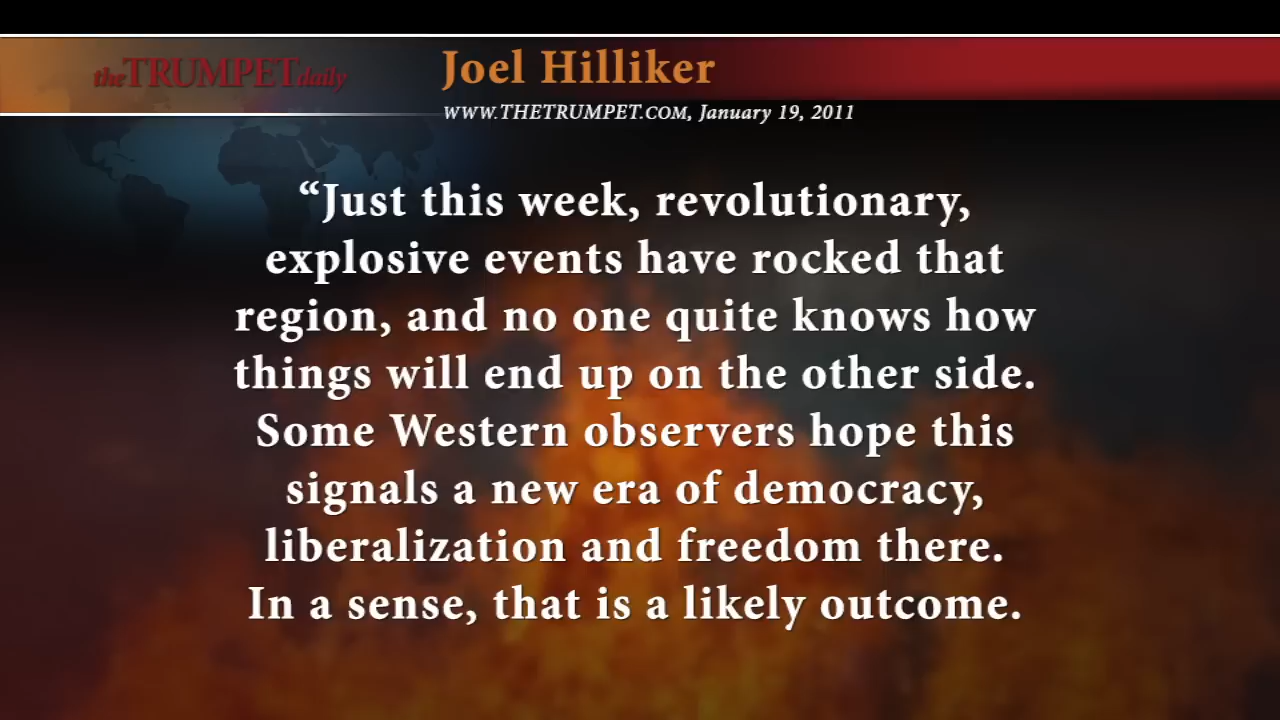 theTRUMPETdaily
Joel Hilliker
WWW.THETRUMPET.COM, January 19, 2011
“Just this week, revolutionary,
explosive events have rocked that
region, and no one quite knows how
things will end up on the other side.
Some Western observers hope this
signals a new era of democracy,
liberalization and freedom there.
In a sense, that is a likely outcome.